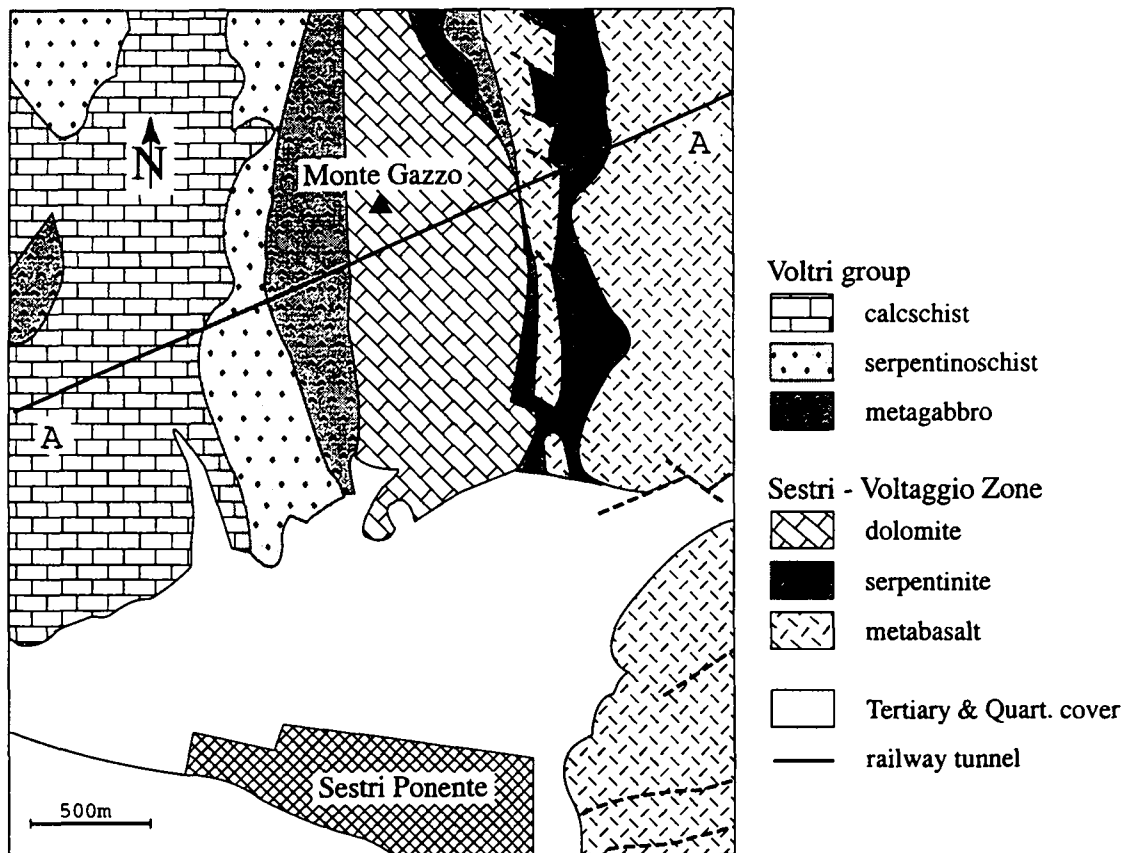 N
Monte Gazzo
A
A
Sestri Ponente
500m
Voltri group
calcschist
serpentinoschist
metagabbro
Sestri - Voltaggio Zone
dolomite
serpentinite
metabasalt
Tertiary & Quart. cover
railway tunnel